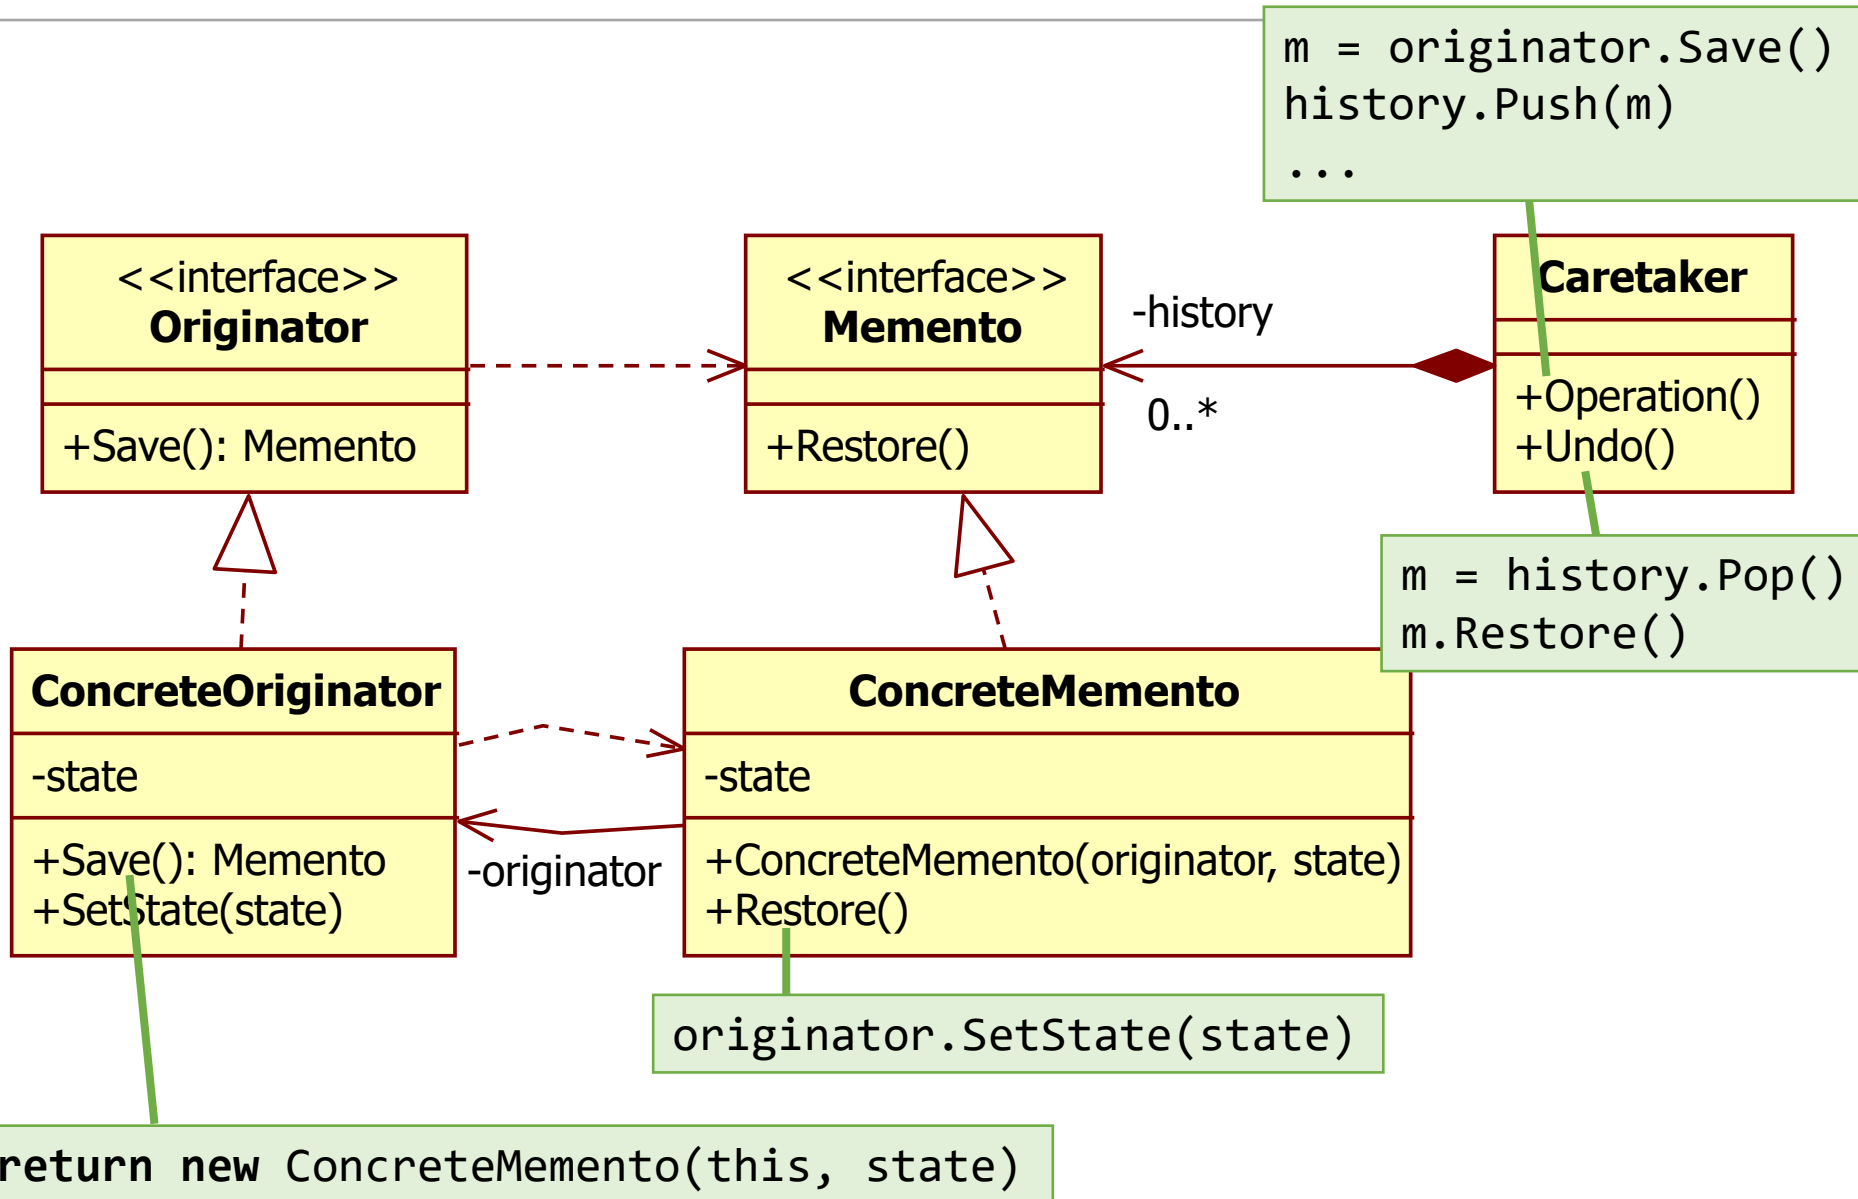 m = originator.Save()
history.Push(m)
...
<<interface>>
Originator
+Save(): Memento
<<interface>>
Memento
+Restore()
-history
0..*
Caretaker
+Operation()
+Undo()
m = history.Pop()
m.Restore()
ConcreteOriginator
-state
+Save(): Memento
+SetState(state)
-originator
ConcreteMemento
-state
+ConcreteMemento(originator, state)
+Restore()
originator.SetState(state)
return new ConcreteMemento(this, state)